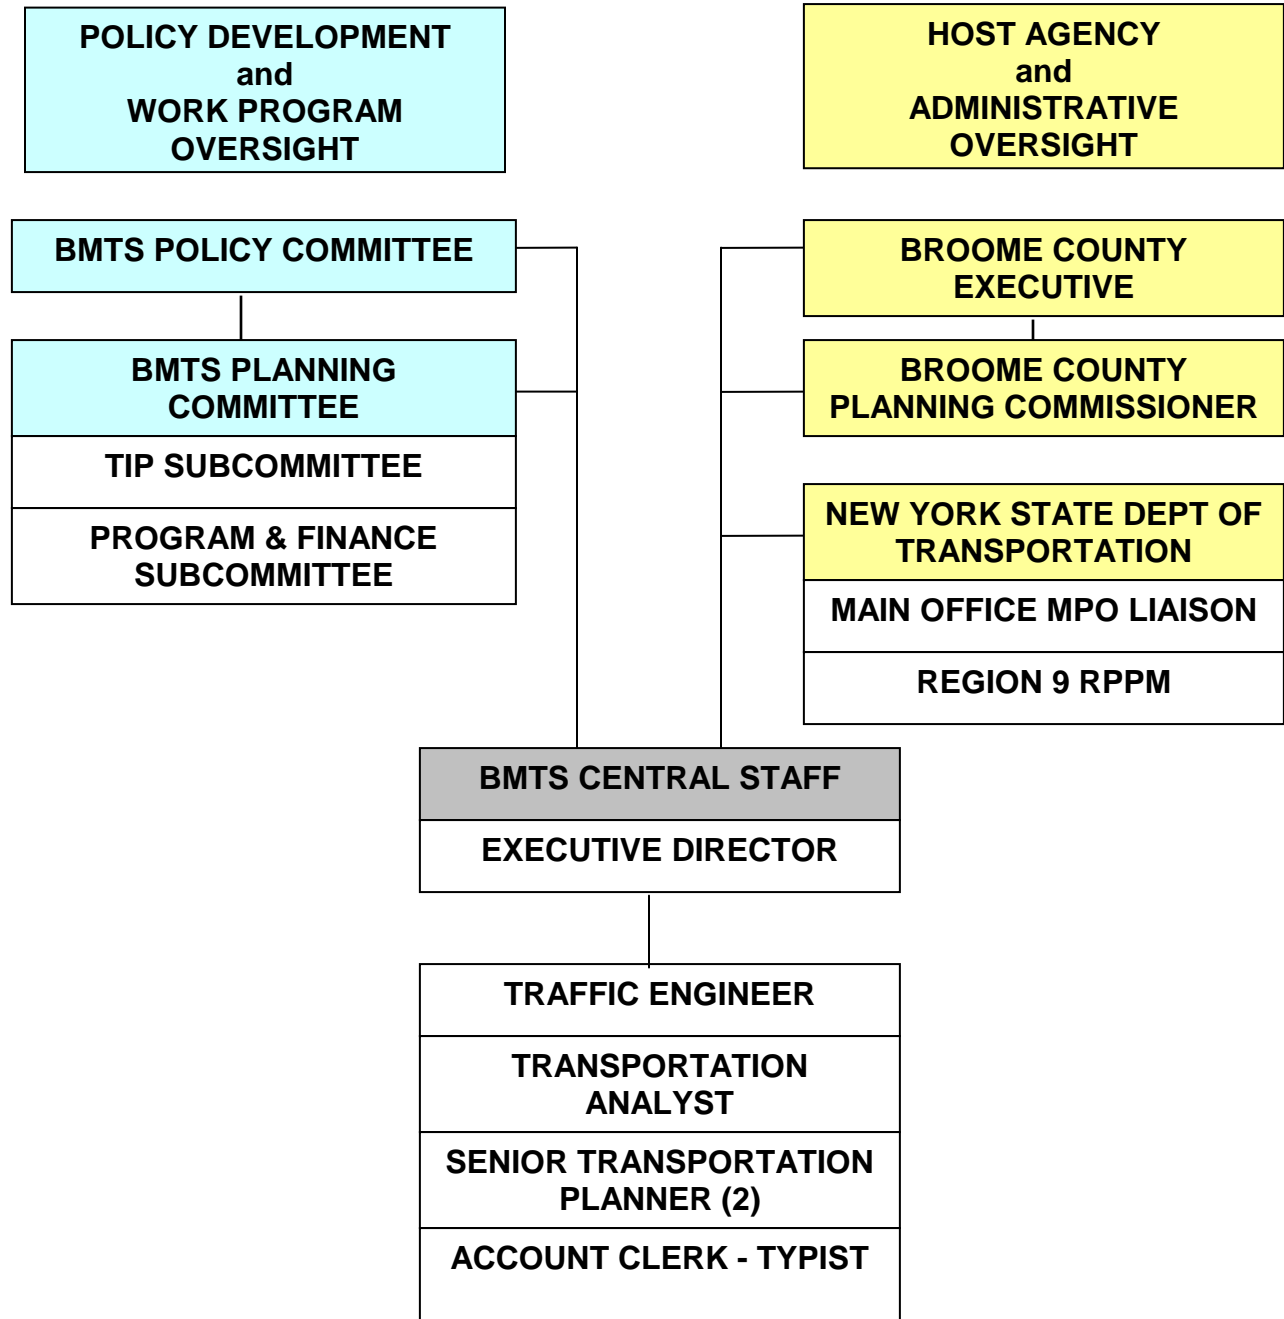 POLICY DEVELOPMENT
and
WORK PROGRAM
OVERSIGHT
HOST AGENCY
and
ADMINISTRATIVE
OVERSIGHT
BMTS POLICY COMMITTEE
BMTS PLANNING
COMMITTEE
TIP SUBCOMMITTEE
PROGRAM & FINANCE
SUBCOMMITTEE
BROOME COUNTY
EXECUTIVE
BROOME COUNTY
PLANNING COMMISSIONER
NEW YORK STATE DEPT OF
TRANSPORTATION
MAIN OFFICE MPO LIAISON
REGION 9 RPPM
BMTS CENTRAL STAFF
EXECUTIVE DIRECTOR
TRAFFIC ENGINEER
TRANSPORTATION
ANALYST
SENIOR TRANSPORTATION
PLANNER (2)
ACCOUNT CLERK - TYPIST